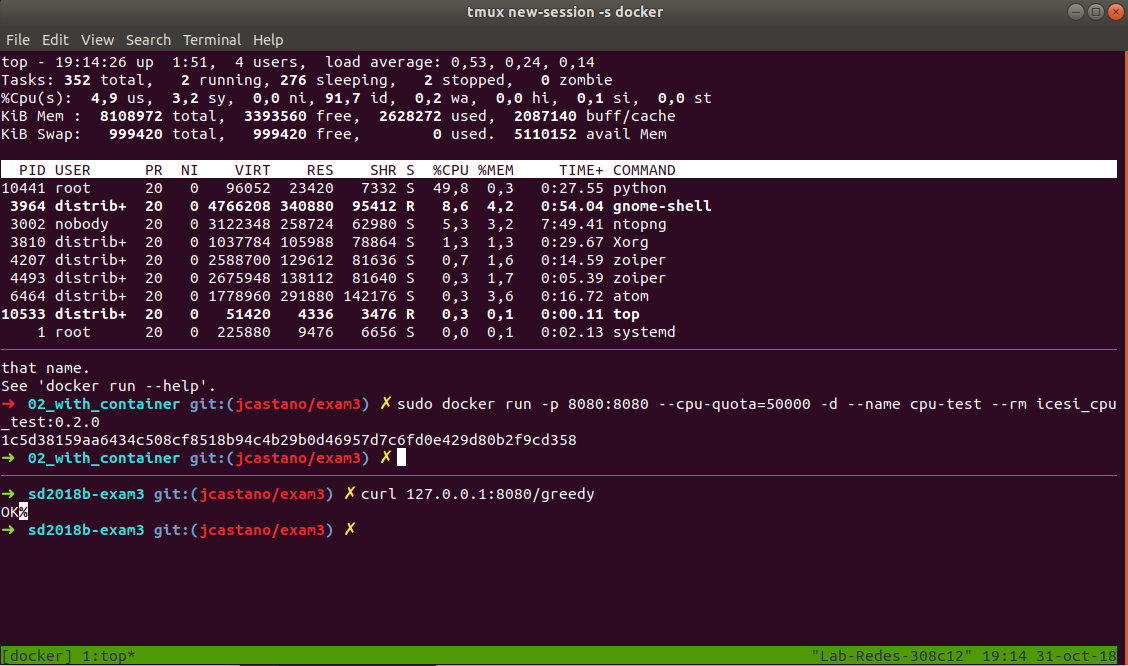 tmux new-session -s docker
File Edit View Search Terminal Help
top - 19:14:26 up  1:51,  4 users,  load average: 0,53, 0,24, 0,14
Tasks: 352 total,   2 running, 276 sleeping,   2 stopped,   0 zombie
%Cpu(s):  4,9 us,  3,2 sy,  0,0 ni, 91,7 id,  0,2 wa,  0,0 hi,  0,1 si,  0,0 st
KiB Mem :  8108972 total,  3393560 free,  2628272 used,  2087140 buff/cache
KiB Swap:   999420 total,   999420 free,        0 used.  5110152 avail Mem
  PID USER      PR  NI    VIRT    RES    SHR S  %CPU %MEM     TIME+ COMMAND
10441 root      20   0   96052  23420   7332 S  49,8  0,3   0:27.55 python
 3964 distrib+  20   0 4766208 340880  95412 R   8,6  4,2   0:54.04 gnome-shell
 3002 nobody    20   0 3122348 258724  62980 S   5,3  3,2   7:49.41 ntopng
 3810 distrib+  20   0 1037784 105988  78864 S   1,3  1,3   0:29.67 Xorg
 4207 distrib+  20   0 2588700 129612  81636 S   0,7  1,6   0:14.59 zoiper
 4493 distrib+  20   0 2675948 138112  81640 S   0,3  1,7   0:05.39 zoiper
 6464 distrib+  20   0 1778960 291880 142176 S   0,3  3,6   0:16.72 atom
10533 distrib+  20   0   51420   4336   3476 R   0,3  0,1   0:00.11 top
    1 root      20   0  225880   9476   6656 S   0,0  0,1   0:02.13 systemd
that name.
See 'docker run --help'.
➜  02_with_container git:(jcastano/exam3) ✗ sudo docker run -p 8080:8080 --cpu-quota=50000 -d --name cpu-test --rm icesi_cpu
_test:0.2.0
1c5d38159aa6434c508cf8518b94c4b29b0d46957d7c6fd0e429d80b2f9cd358
➜  02_with_container git:(jcastano/exam3) ✗
➜  sd2018b-exam3 git:(jcastano/exam3) ✗ curl 127.0.0.1:8080/greedy
OK%
➜  sd2018b-exam3 git:(jcastano/exam3) ✗
[docker] 1:top* "Lab-Redes-308c12" 19:14 31-oct-18